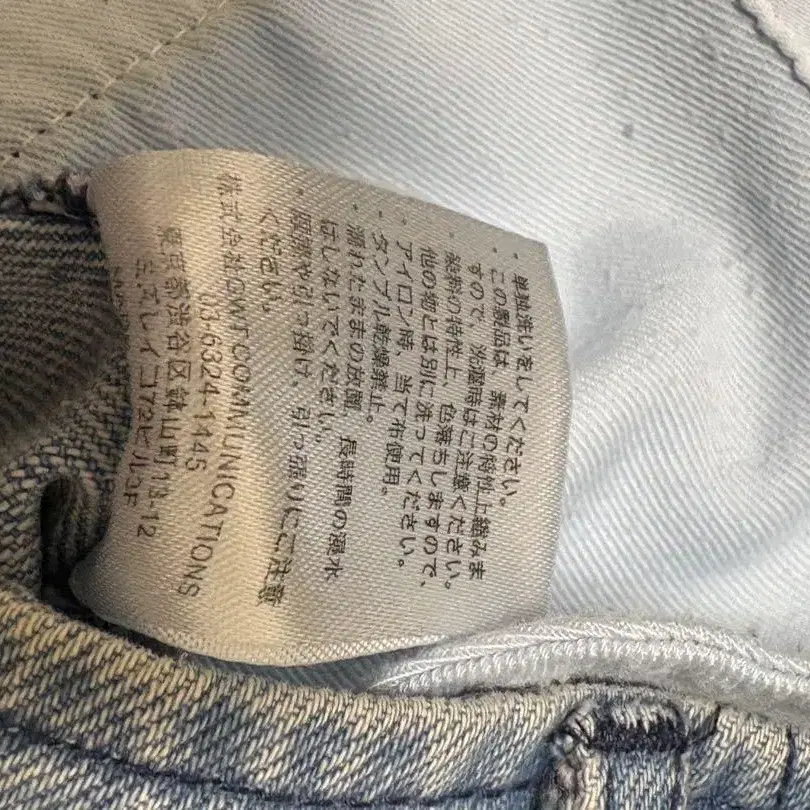 ・単独洗いをしてください。
・この製品は、素材の特性上縮みま
すので、洗濯時はご注意ください。
・染料の特性上、色落ちしますので、
他の物とは別に洗ってください。
・アイロン時、当て布使用。
・タンブル乾燥禁止。
・濡れたままの放置、長時間の浸水
はしないでください。
・摩擦や引っ掛け、引っ張りにご注意
ください。
株式会社GWT COMMUNICATIONS
03-6324-1445
東京都渋谷区鉢山町13-12